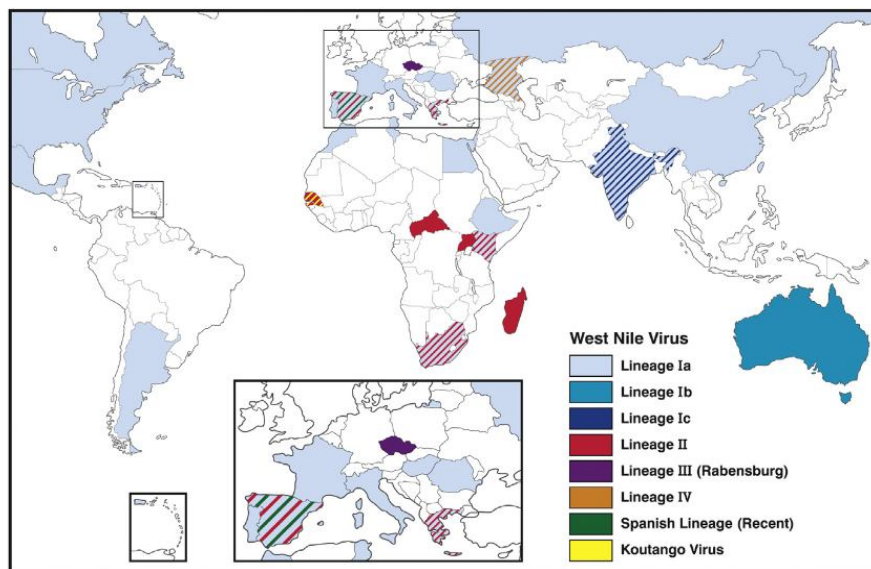 West Nile Virus
Lineage Ia
Lineage Ib
Lineage Ic
Lineage II
Lineage III (Rabensburg)
Lineage IV
Spanish Lineage (Recent)
Koutango Virus